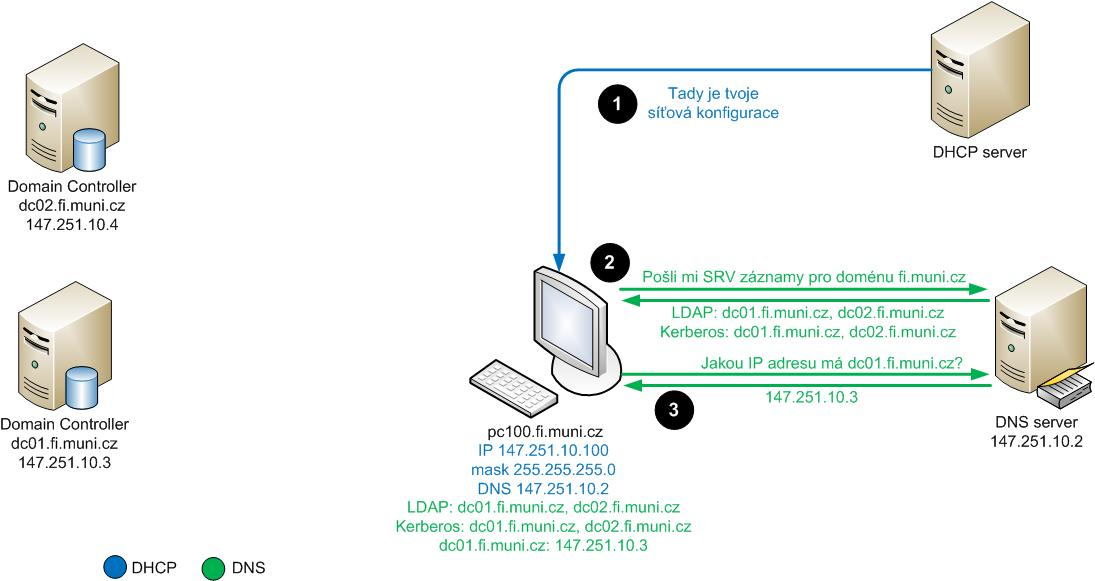 1
Tady je tvoje
síťová konfigurace
DHCP server
Domain Controller
dc02.fi.muni.cz
147.251.10.4
2
Pošli mi SRV záznamy pro doménu fi.muni.cz
LDAP: dc01.fi.muni.cz, dc02.fi.muni.cz
Kerberos: dc01.fi.muni.cz, dc02.fi.muni.cz
Jakou IP adresu má dc01.fi.muni.cz?
147.251.10.3
3
DNS server
147.251.10.2
Domain Controller
dc01.fi.muni.cz
147.251.10.3
pc100.fi.muni.cz
IP 147.251.10.100
mask 255.255.255.0
DNS 147.251.10.2
LDAP: dc01.fi.muni.cz, dc02.fi.muni.cz
Kerberos: dc01.fi.muni.cz, dc02.fi.muni.cz
dc01.fi.muni.cz: 147.251.10.3
DHCP
DNS